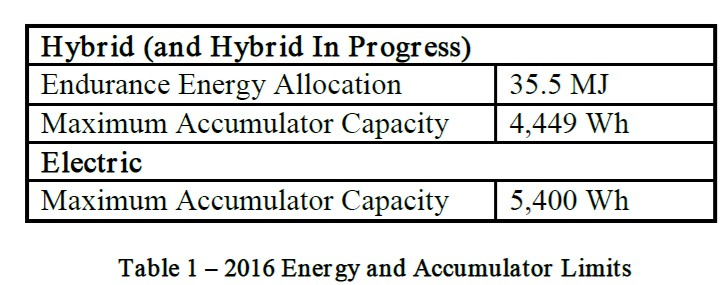 Hybrid (and Hybrid In Progress)
Endurance Energy Allocation 35.5 MJ
Maximum Accumulator Capacity 4,449 Wh
Electric
Maximum Accumulator Capacity 5,400 Wh
Table 1 – 2016 Energy and Accumulator Limits